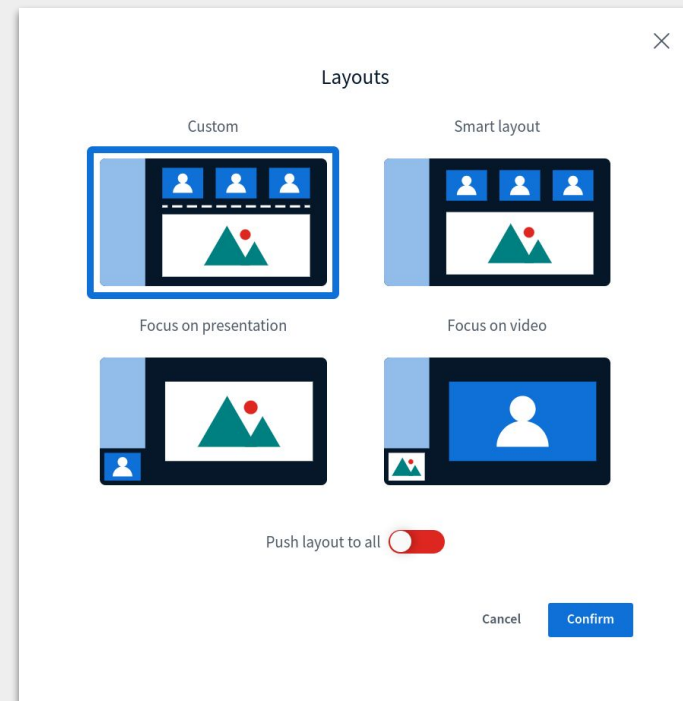 Layouts
Custom
Smart layout
Focus on presentation
Focus on video
Push layout to all
Cancel
Confirm